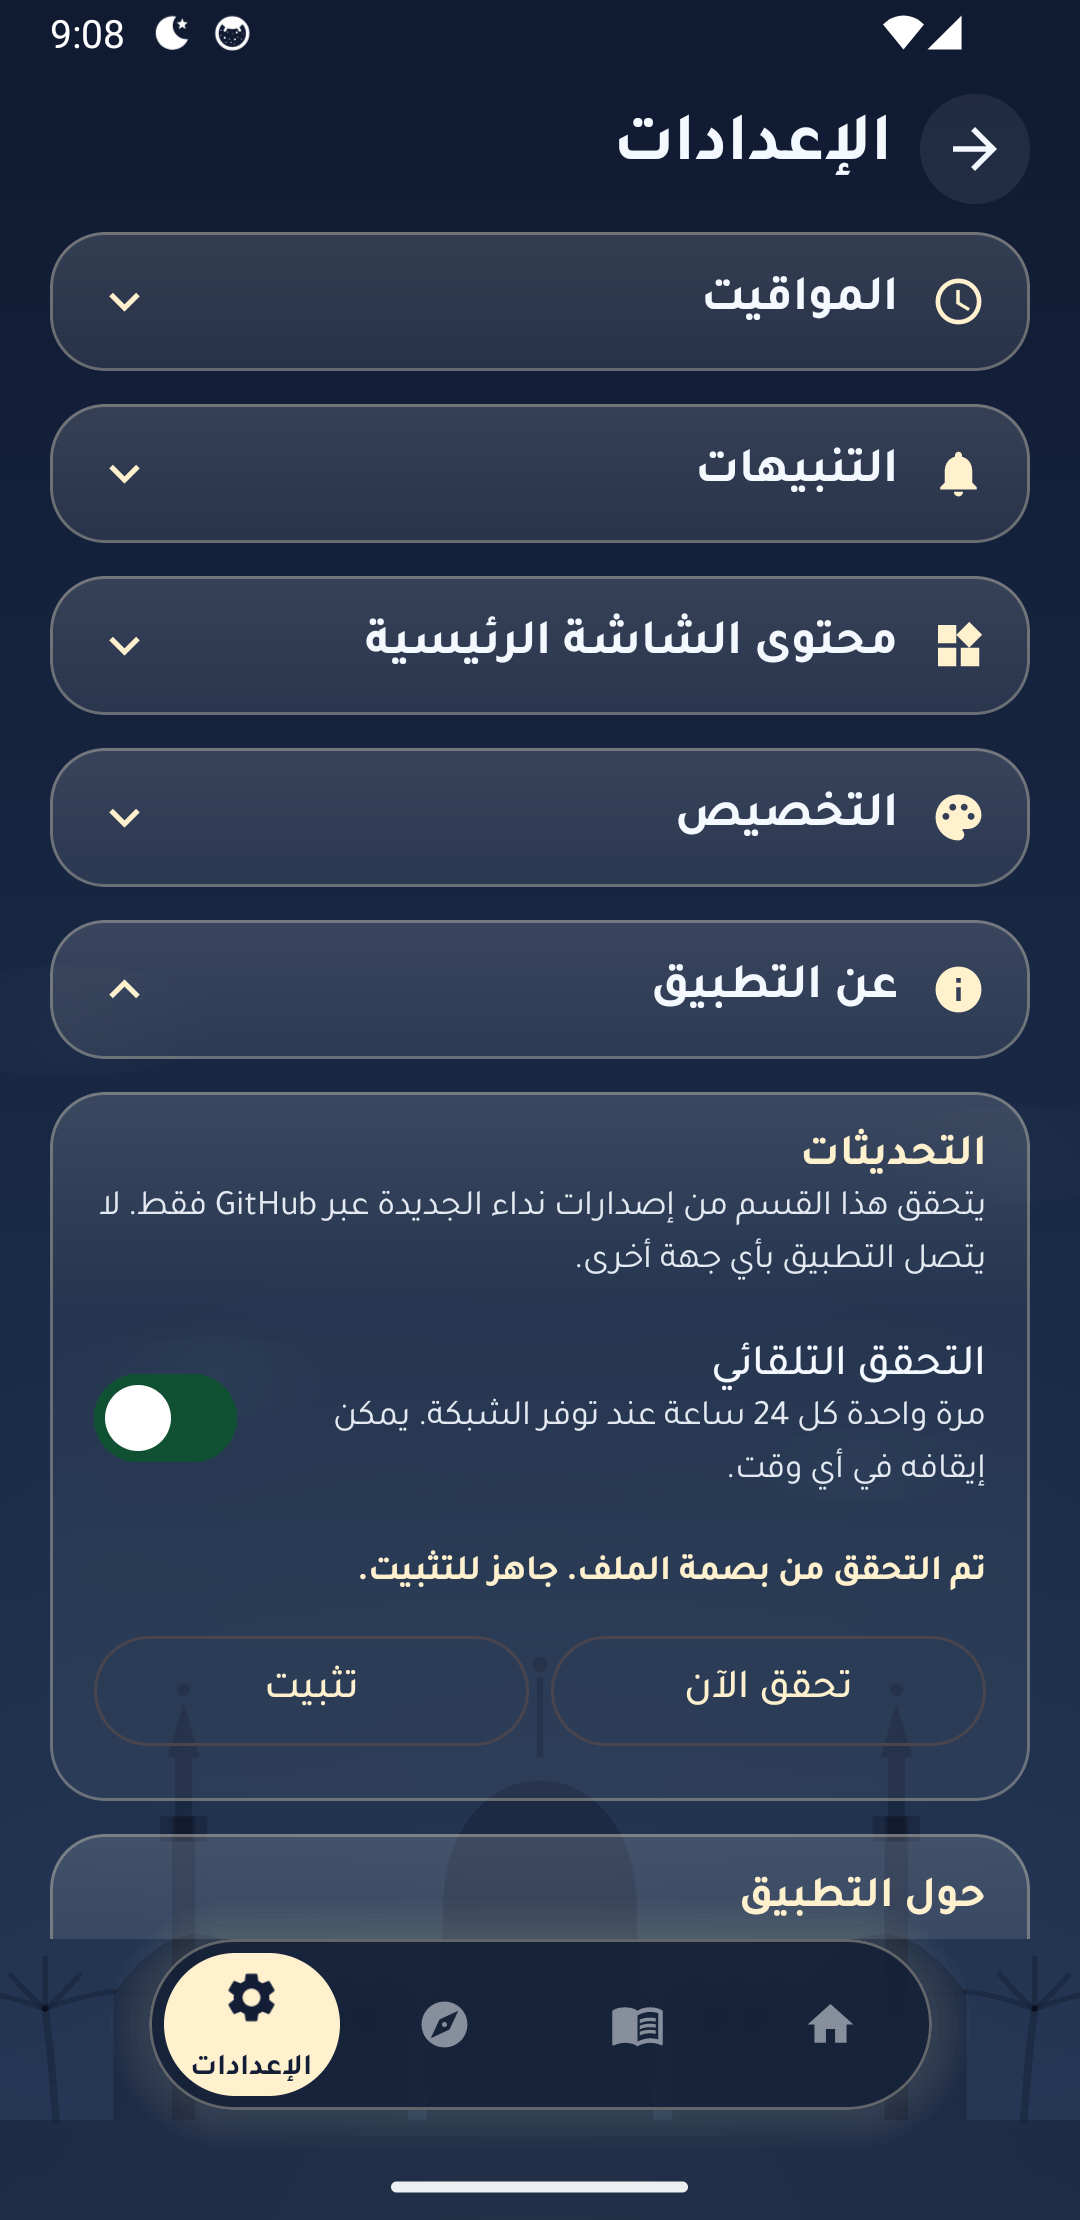 9:08
الإعدادات
المواقيت
التنبيهات
محتوى الشاشة الرئيسية
التخصيص
عن التطبيق
التحديثات
يتحقق هذا القسم من إصدارات نداء الجديدة عبر GitHub فقط. لا
يتصل التطبيق بأي جهة أخرى.
التحقق التلقائي
مرة واحدة كل 24 ساعة عند توفر الشبكة. يمكن
إيقافه في أي وقت.
تم التحقق من بصمة الملف. جاهز للتثبيت.
تحقق الآن
تثبيت
حول التطبيق
الإعدادات